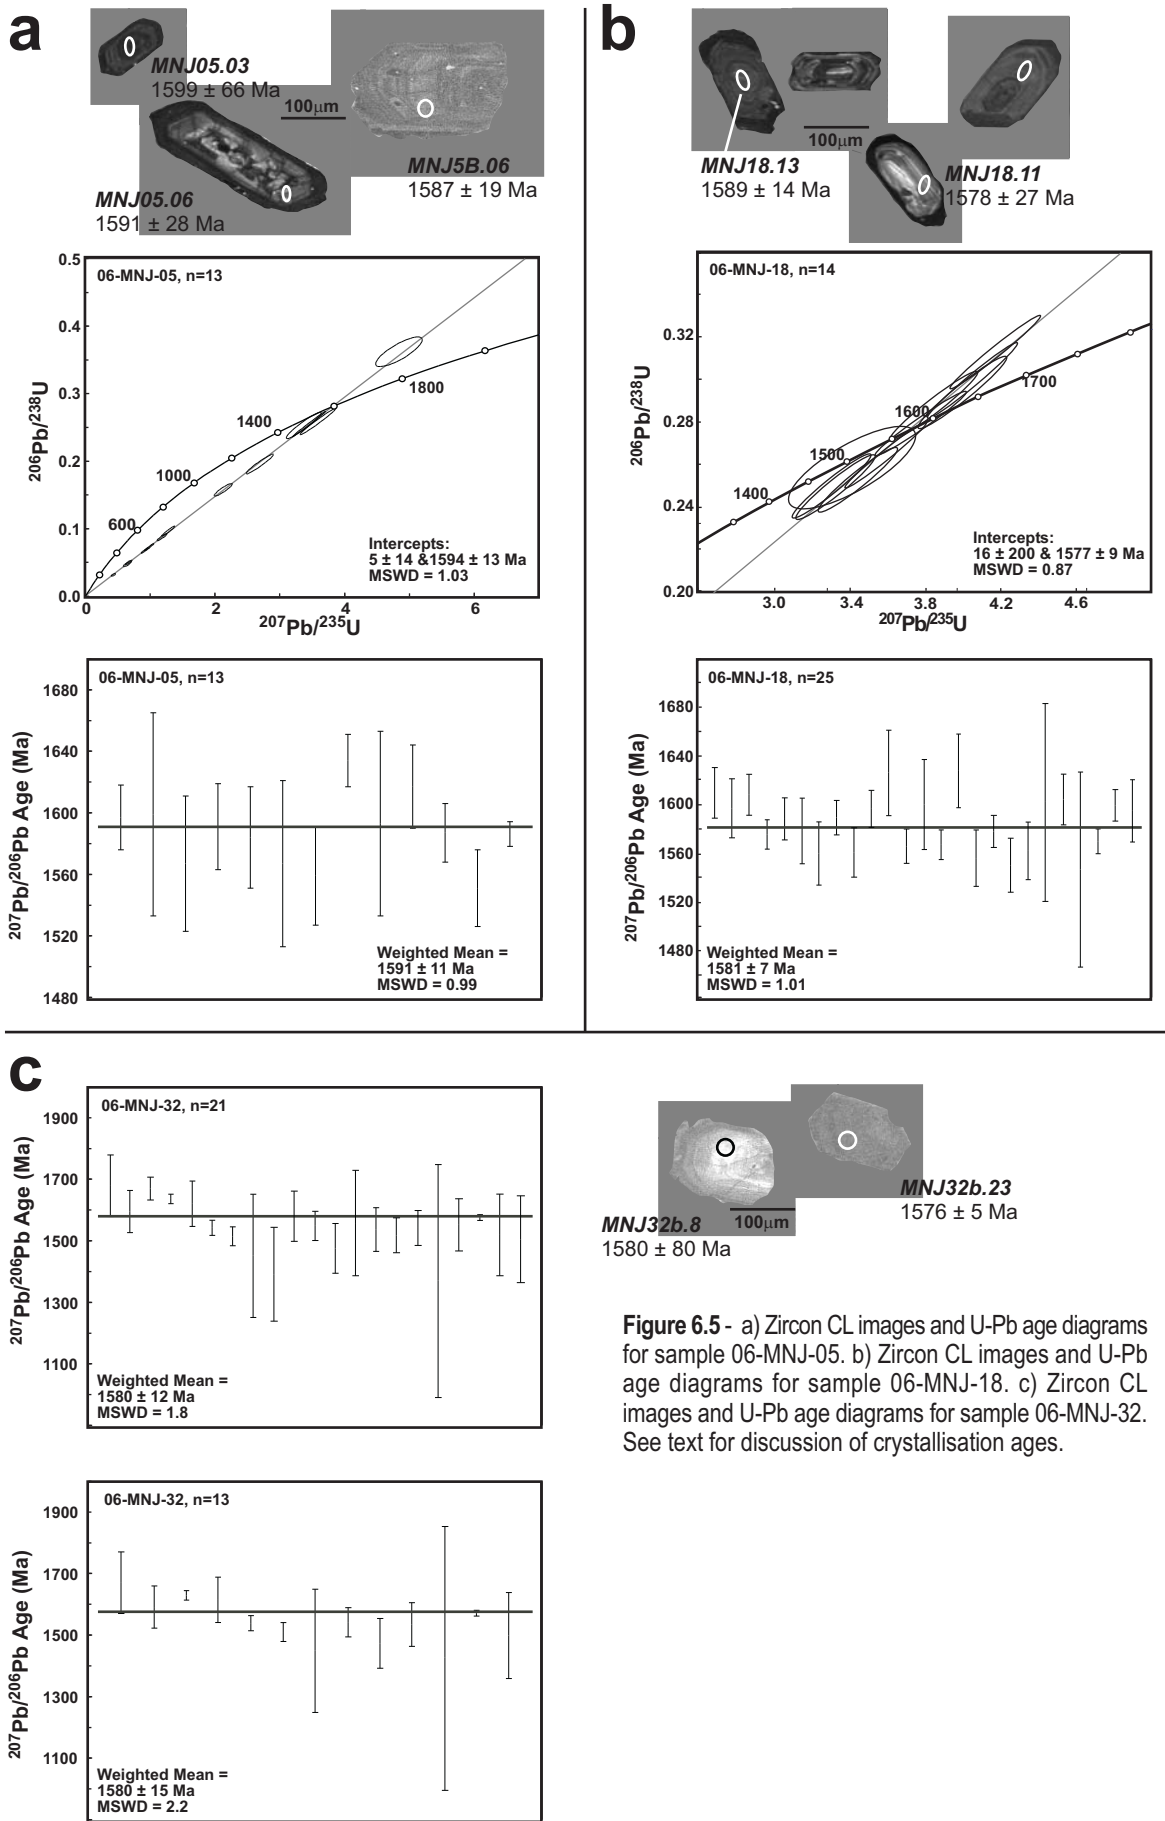 a
MNJ05.03
1599 ± 66 Ma
100μm
MNJ5B.06
1587 ± 19 Ma
MNJ05.06
1591 ± 28 Ma
0.5
0.4
0.3
0.2
0.1
0.0
206Pb/238U
06-MNJ-05, n=13
600
1000
1400
1800
Intercepts:
5 ± 14 &1594 ± 13 Ma
MSWD = 1.03
0
2
4
6
207Pb/235U
1680
1640
1600
1560
1520
1480
207Pb/206Pb Age (Ma)
06-MNJ-05, n=13
Weighted Mean =
1591 ± 11 Ma
MSWD = 0.99
b
100μm
MNJ18.13
1589 ± 14 Ma
MNJ18.11
1578 ± 27 Ma
0.32
0.28
0.24
0.20
206Pb/238U
06-MNJ-18, n=14
1400
1500
1600
1700
Intercepts:
16 ± 200 & 1577 ± 9 Ma
MSWD = 0.87
3.0
3.4
3.8
4.2
4.6
207Pb/235U
1680
1640
1600
1560
1520
1480
207Pb/206Pb Age (Ma)
06-MNJ-18, n=25
Weighted Mean =
1581 ± 7 Ma
MSWD = 1.01
c
1900
1700
1500
1300
1100
207Pb/206Pb Age (Ma)
06-MNJ-32, n=21
Weighted Mean =
1580 ± 12 Ma
MSWD = 1.8
MNJ32b.23
1576 ± 5 Ma
MNJ32b.8
1580 ± 80 Ma
100μm
Figure 6.5 - a) Zircon CL images and U-Pb age diagrams
for sample 06-MNJ-05. b) Zircon CL images and U-Pb
age diagrams for sample 06-MNJ-18. c) Zircon CL
images and U-Pb age diagrams for sample 06-MNJ-32.
See text for discussion of crystallisation ages.
1900
1700
1500
1300
1100
207Pb/206Pb Age (Ma)
06-MNJ-32, n=13
Weighted Mean =
1580 ± 15 Ma
MSWD = 2.2